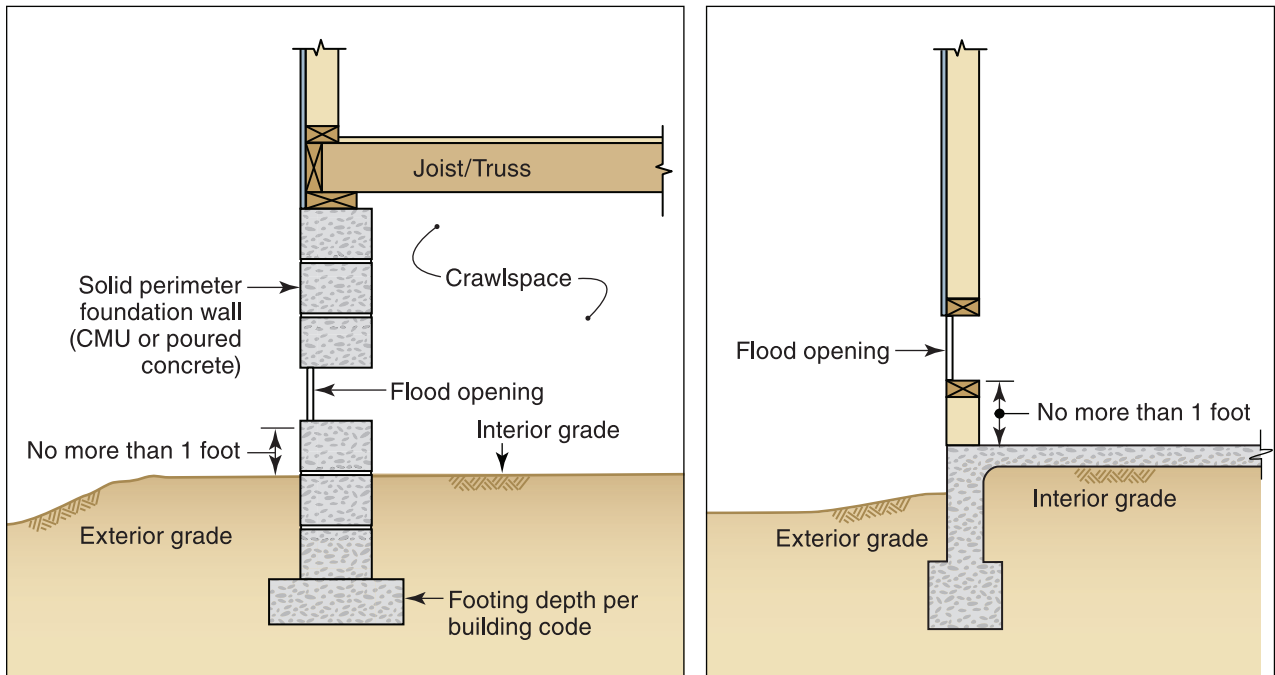 Joist/Truss
Crawlspace
Solid perimeter
foundation wall
(CMU or poured
concrete)
Flood opening
No more than 1 foot
Interior grade
Exterior grade
Footing depth per
building code
Flood opening
No more than 1 foot
Interior grade
Exterior grade